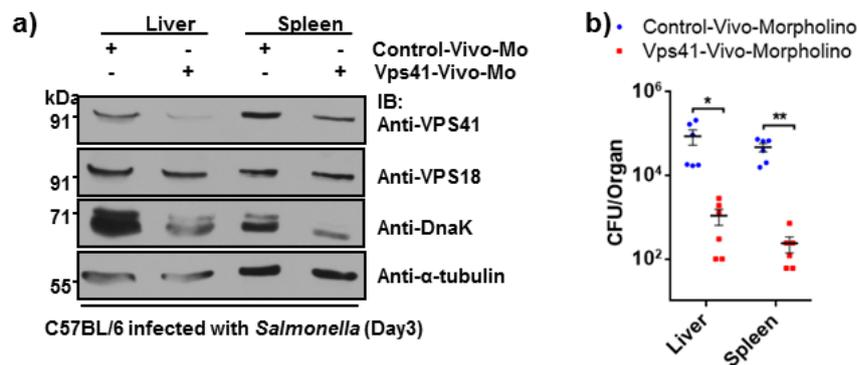 a)
Liver Spleen
+ - + - Control-Vivo-Mo
- + - + Vps41-Vivo-Mo
kDa IB:
91 Anti-VPS41
91 Anti-VPS18
71 Anti-DnaK
55 Anti-α-tubulin
C57BL/6 infected with Salmonella (Day3)
b)
Control-Vivo-Morpholino
Vps41-Vivo-Morpholino
CFU/Organ
10⁶
10⁴
10²
* **
Liver Spleen